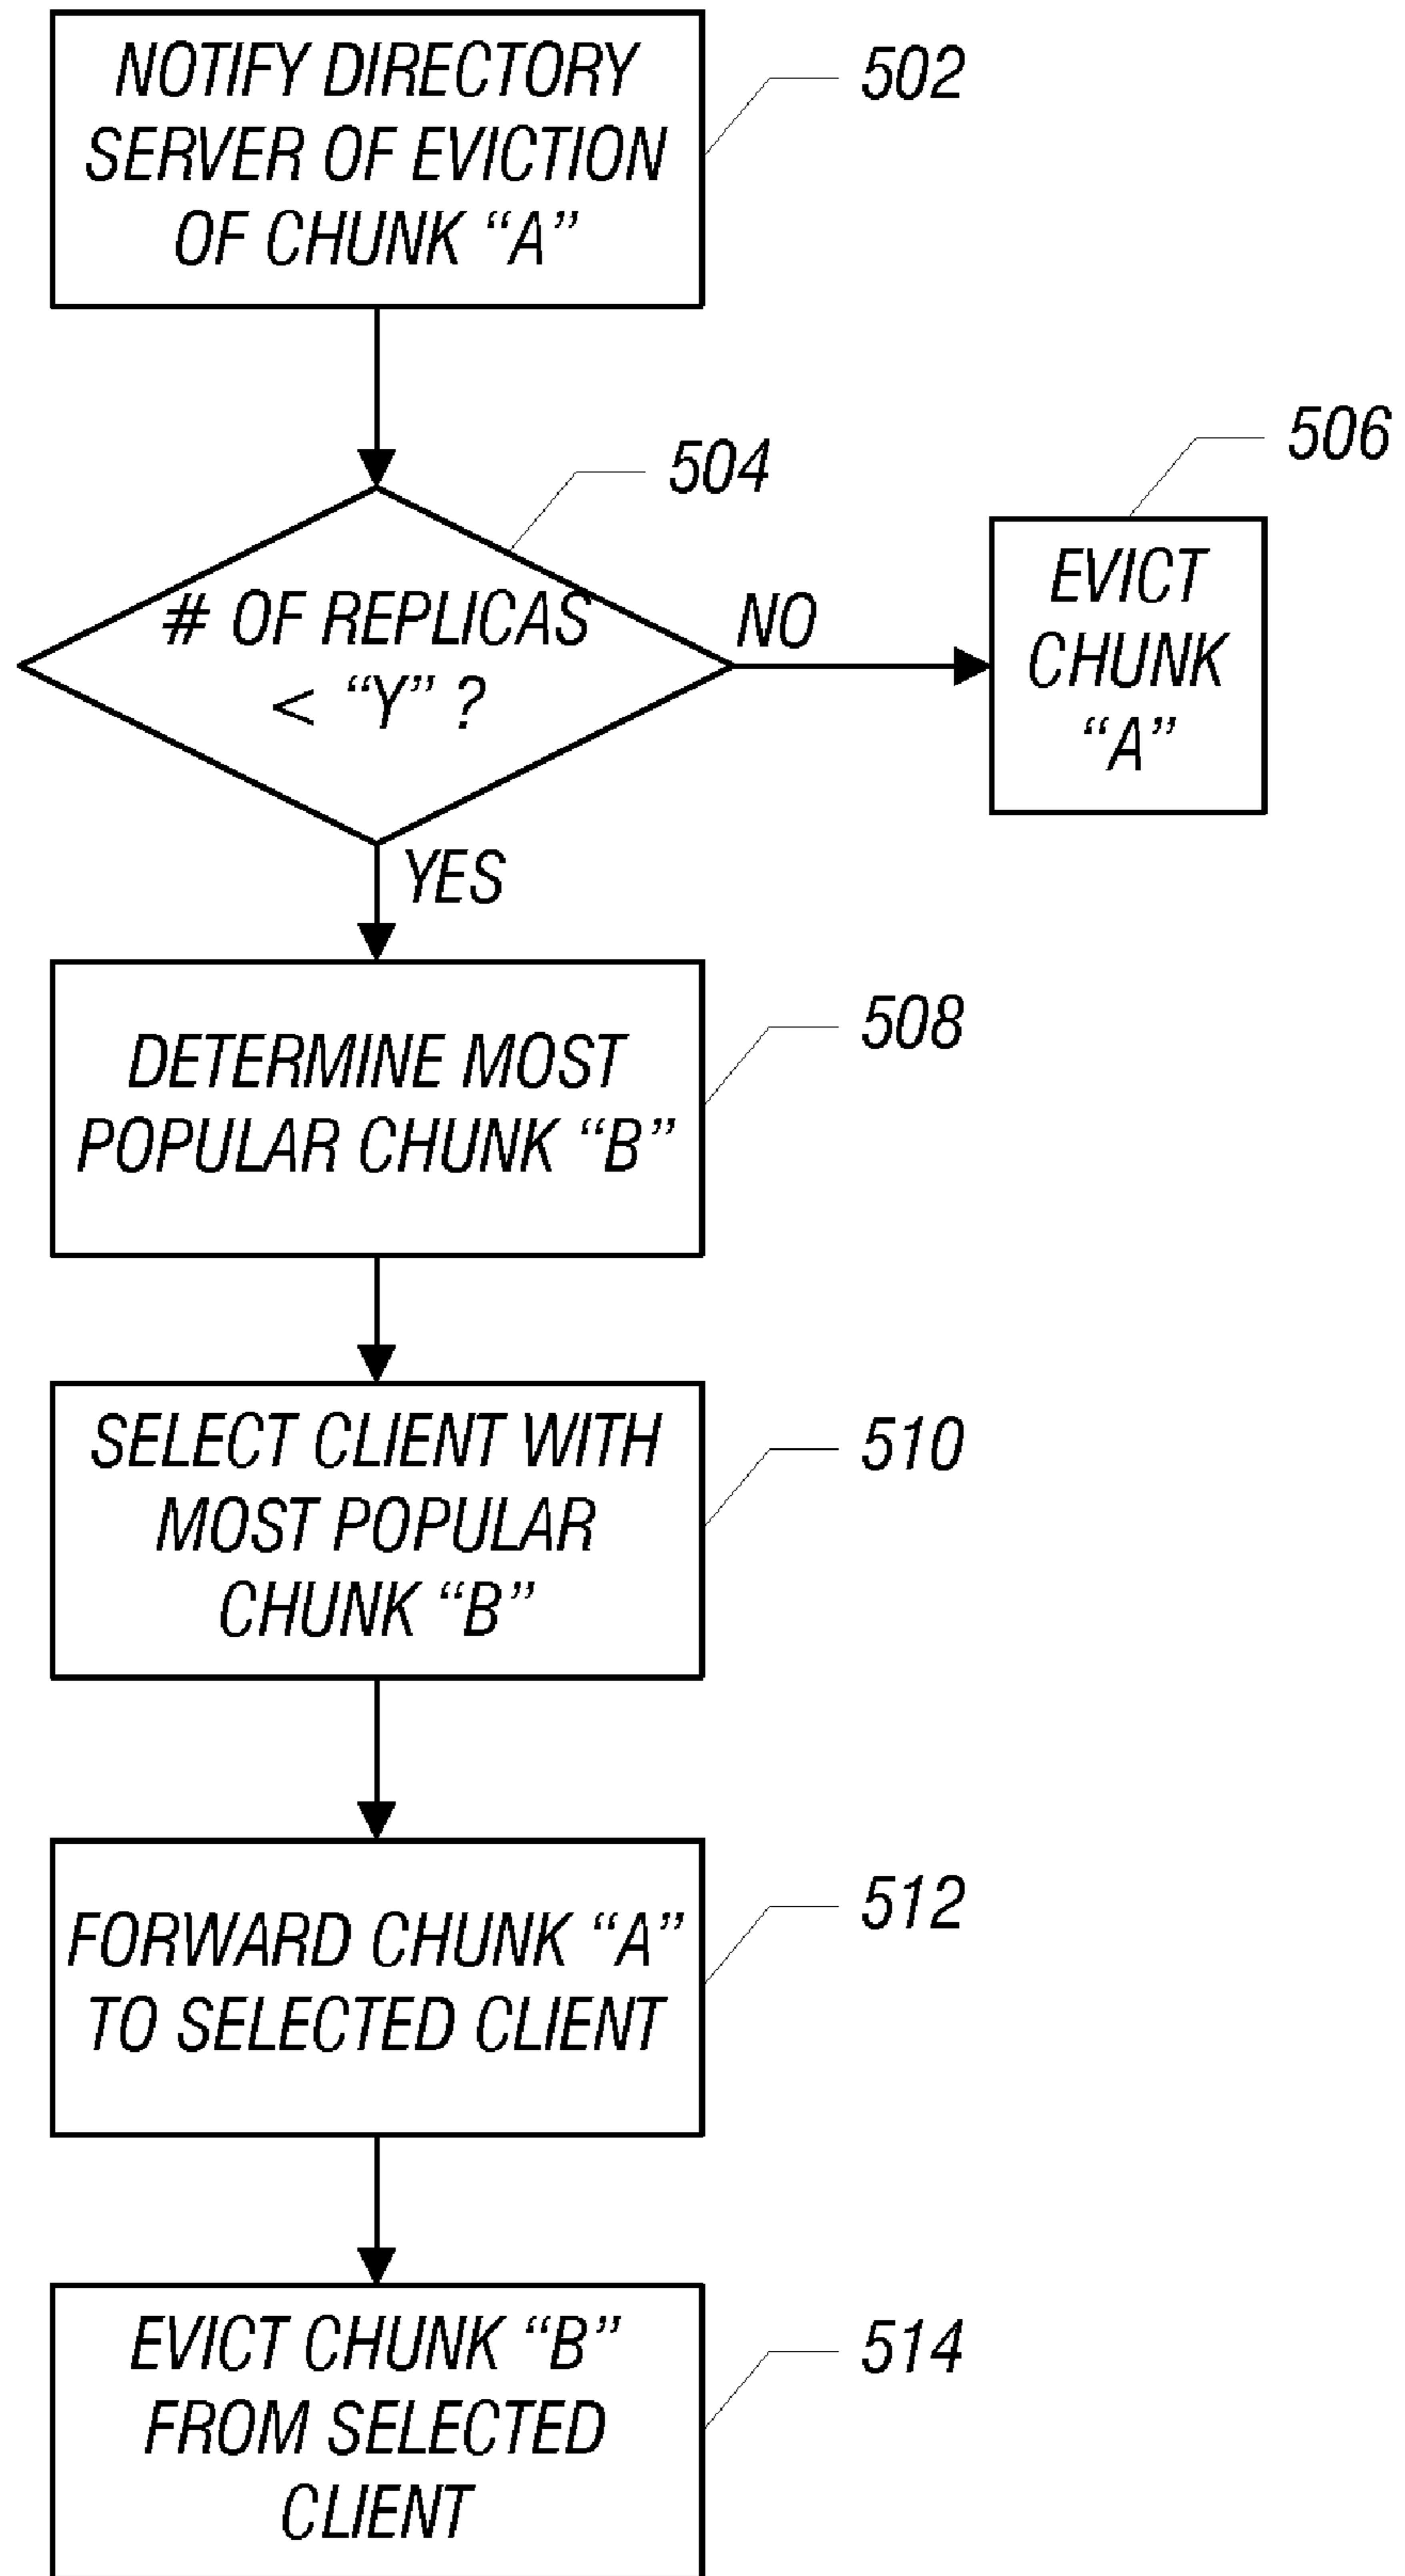 NOTIFY DIRECTORY
SERVER OF EVICTION
OF CHUNK “A”
502
504
# OF REPLICAS
< “Y” ?
NO
506
EVICT
CHUNK
“A”
YES
DETERMINE MOST
POPULAR CHUNK “B”
508
SELECT CLIENT WITH
MOST POPULAR
CHUNK “B”
510
FORWARD CHUNK “A”
TO SELECTED CLIENT
512
EVICT CHUNK “B”
FROM SELECTED
CLIENT
514